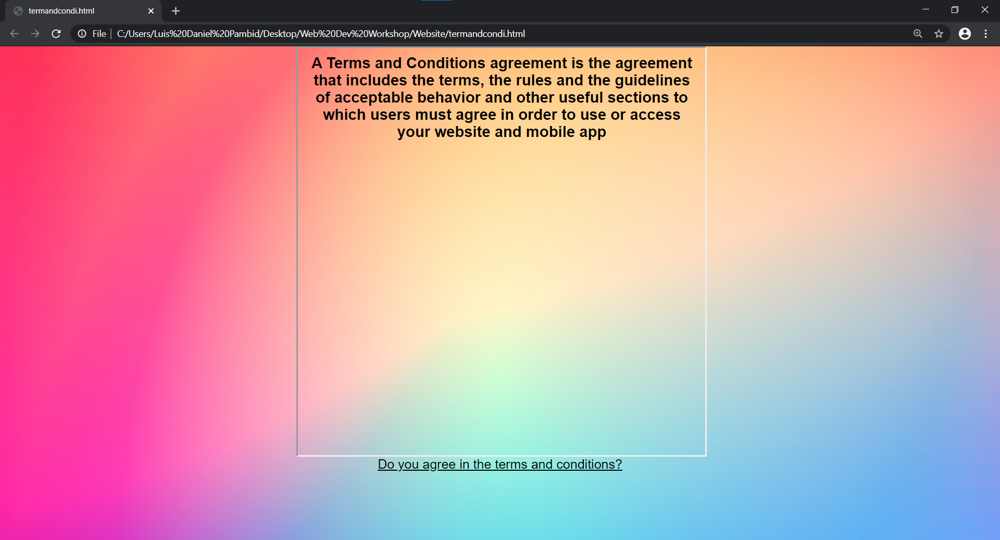 termandcondi.html
File
C:/Users/Luis%20Daniel%20Pambid/Desktop/Web%20Dev%20Workshop/Website/termandcondi.html
A Terms and Conditions agreement is the agreement
that includes the terms, the rules and the guidelines
of acceptable behavior and other useful sections to
which users must agree in order to use or access
your website and mobile app
Do you agree in the terms and conditions?